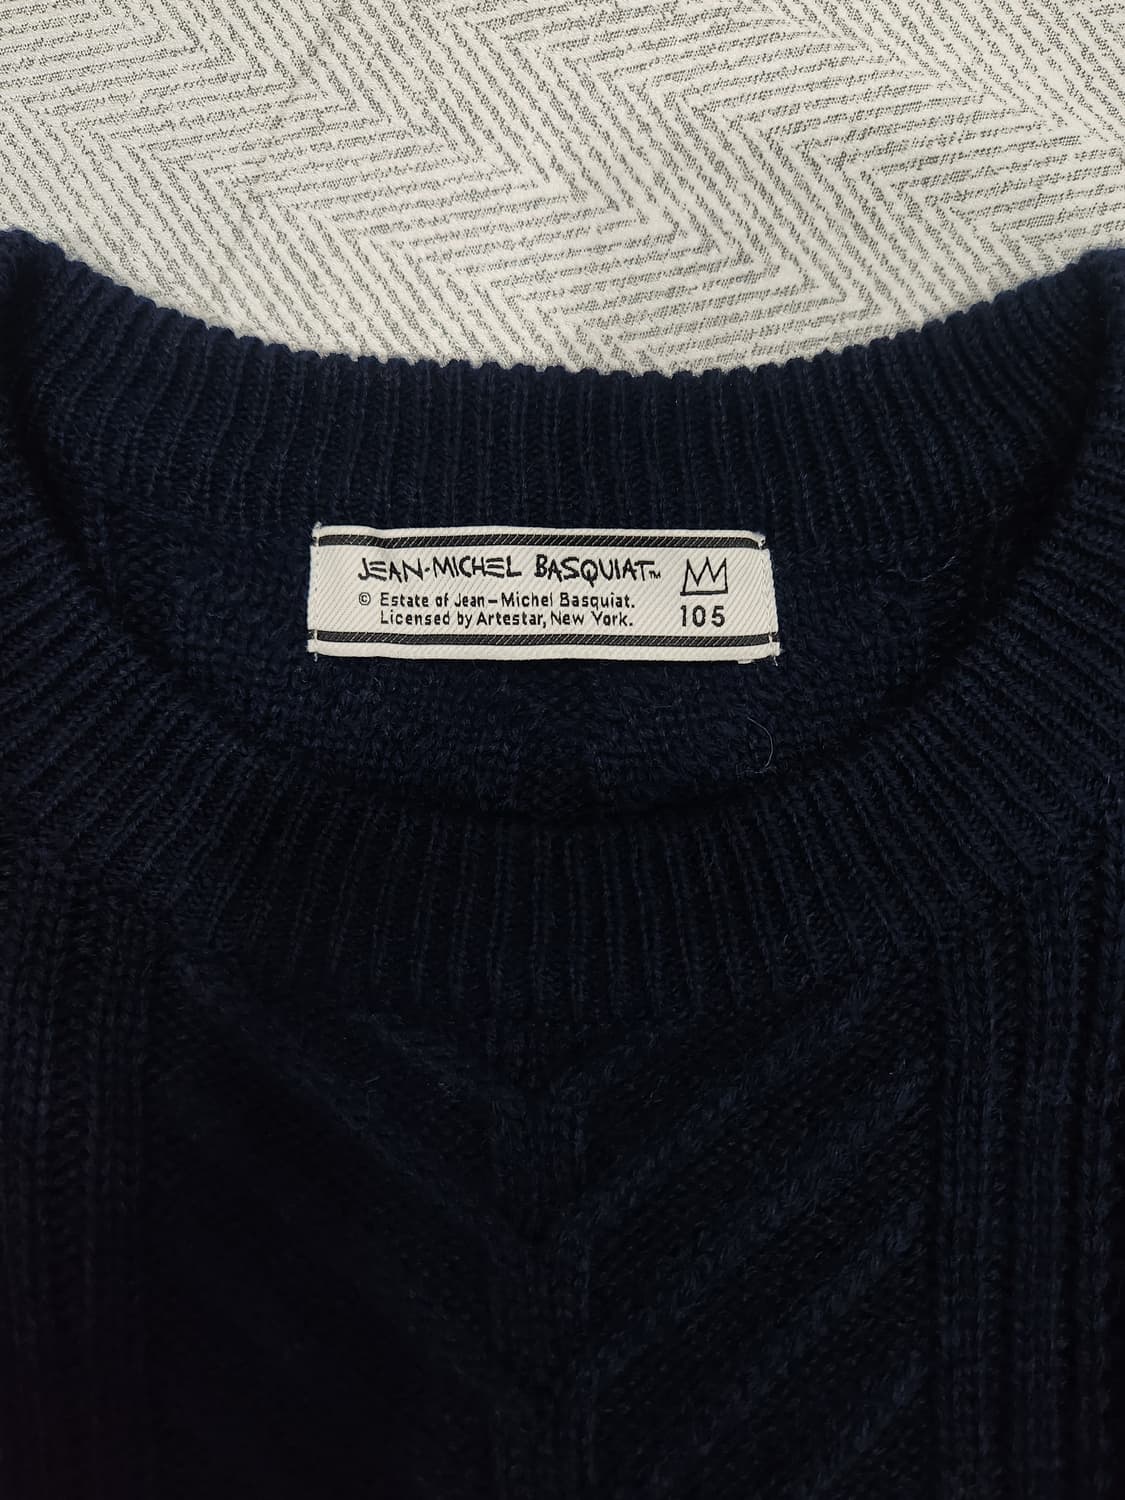 JEAN-MICHEL BASQUIAT™
© Estate of Jean-Michel Basquiat.
Licensed by Artestar, New York.
105